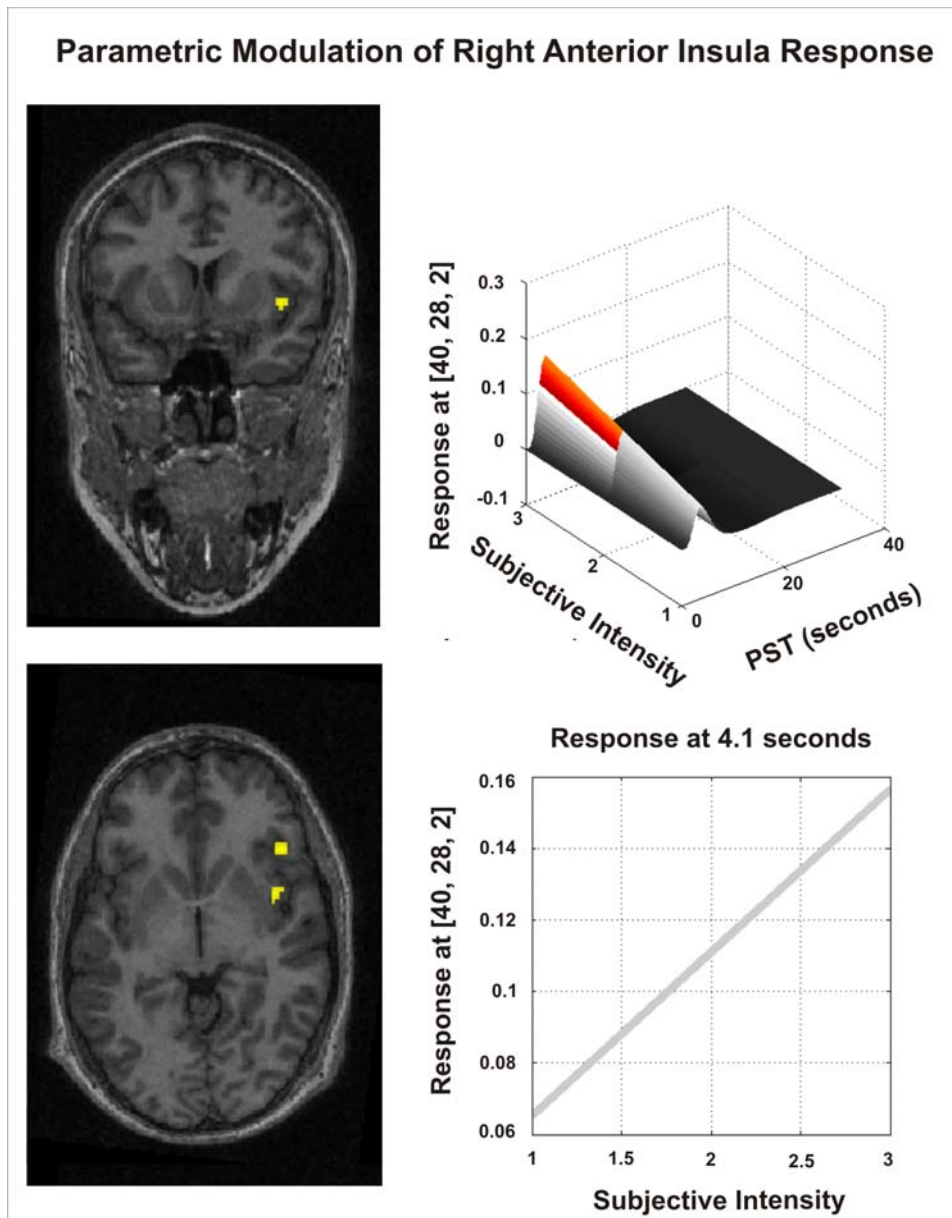 Parametric Modulation of Right Anterior Insula Response
Response at [40, 28, 2]
0.3
0.2
0.1
0
-0.1
3
2
1
Subjective Intensity
0
20
40
PST (seconds)
Response at 4.1 seconds
Response at [40, 28, 2]
0.16
0.14
0.12
0.1
0.08
0.06
1 1.5 2 2.5 3
Subjective Intensity